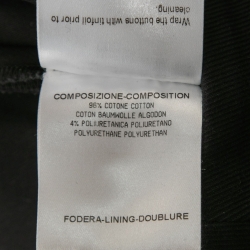 Wrap the buttons with tinfoil prior to
cleaning.
COMPOSIZIONE-COMPOSITION
96% COTONE COTTON
COTON BAUMWOLLE ALGODON
4% POLIURETANICA POLIURETANO
POLYURETHANE POLYURETHAN
FODERA-LINING-DOUBLURE